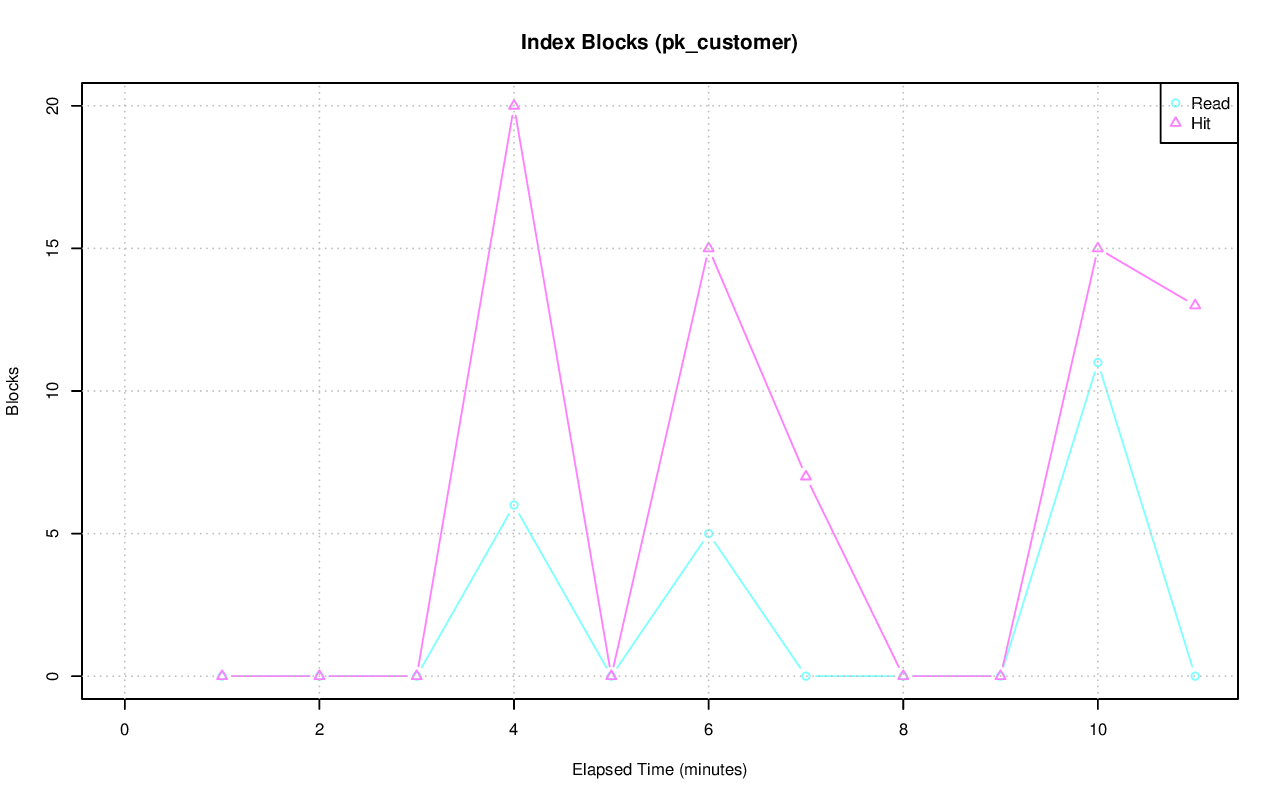 Index Blocks (pk_customer)
Read
Hit
20
15
10
5
0
Blocks
0 2 4 6 8 10
Elapsed Time (minutes)